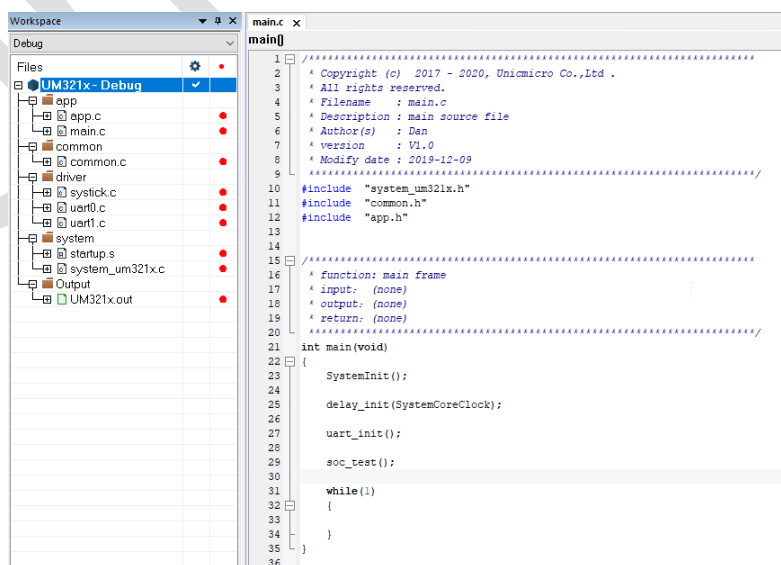 Workspace
Debug
Files
UM321x - Debug
app
app.c
main.c
common
common.c
driver
systick.c
uart0.c
uart1.c
system
startup.s
system_um321x.c
Output
UM321x.out
main.c x
main()
1 /****************************************************************************
2 * Copyright (c) 2017 - 2020, Unicmicro Co.,Ltd .
3 * All rights reserved.
4 * Filename : main.c
5 * Description : main source file
6 * Author(s) : Dan
7 * version : V1.0
8 * Modify date : 2019-12-09
9 ****************************************************************************/
10 #include "system_um321x.h"
11 #include "common.h"
12 #include "app.h"
13
14
15 /****************************************************************************
16 * function: main frame
17 * input: (none)
18 * output: (none)
19 * return: (none)
20 ****************************************************************************/
21 int main(void)
22 {
23 SystemInit();
24
25 delay_init(SystemCoreClock);
26
27 uart_init();
28
29 soc_test();
30
31 while(1)
32 {
33
34 }
35 }
36